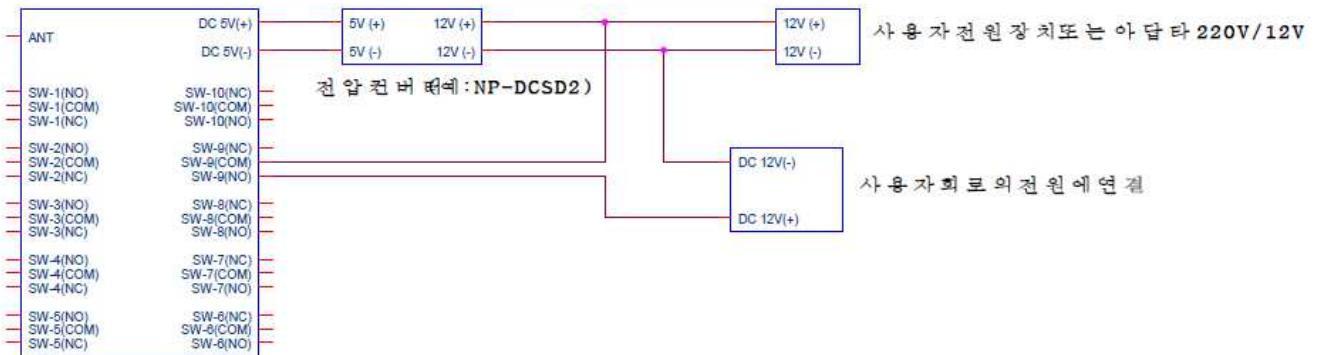 ANT
DC 5V(+)
DC 5V(-)
SW-1(NO)
SW-1(COM)
SW-1(NC)
SW-2(NO)
SW-2(COM)
SW-2(NC)
SW-3(NO)
SW-3(COM)
SW-3(NC)
SW-4(NO)
SW-4(COM)
SW-4(NC)
SW-5(NO)
SW-5(COM)
SW-5(NC)
SW-10(NC)
SW-10(COM)
SW-10(NO)
SW-9(NC)
SW-9(COM)
SW-9(NO)
SW-8(NC)
SW-8(COM)
SW-8(NO)
SW-7(NC)
SW-7(COM)
SW-7(NO)
SW-6(NC)
SW-6(COM)
SW-6(NO)
5V (+) 12V (+)
5V (-) 12V (-)
전압컨버 :NP-DCSD2)
12V (+)
12V (-)
사용자전원장치또는 아답타220V/12V
DC 12V(-)
DC 12V(+)
사용자회로의전원에연결